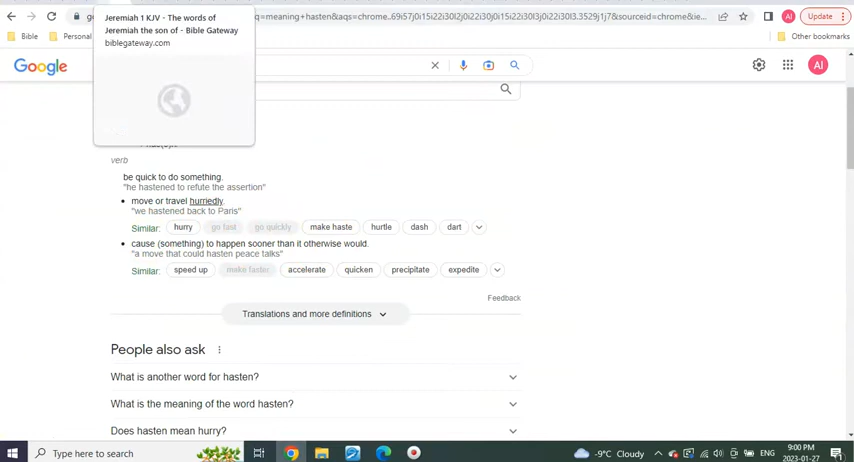 Jeremiah 1 KJV - The words of
Jeremiah the son of - Bible Gateway
biblegateway.com
q=meaning+hasten&aqs=chrome..69i57j0i15i22i30l2j0i22i30j0i15i22i30l3j0i22i30l3.3529j1j7&sourceid=chrome&ie...
Update
Bible
Personal
Other bookmarks
Google
AI
verb
be quick to do something.
"he hastened to refute the assertion"
• move or travel hurriedly.
"we hastened back to Paris"
Similar: hurry go fast go quickly make haste hurtle dash dart
• cause (something) to happen sooner than it otherwise would.
"a move that could hasten peace talks"
Similar: speed up make faster accelerate quicken precipitate expedite
Feedback
Translations and more definitions
People also ask
What is another word for hasten?
What is the meaning of the word hasten?
Does hasten mean hurry?
Type here to search
-9°C Cloudy
ENG
9:00 PM
2023-01-27